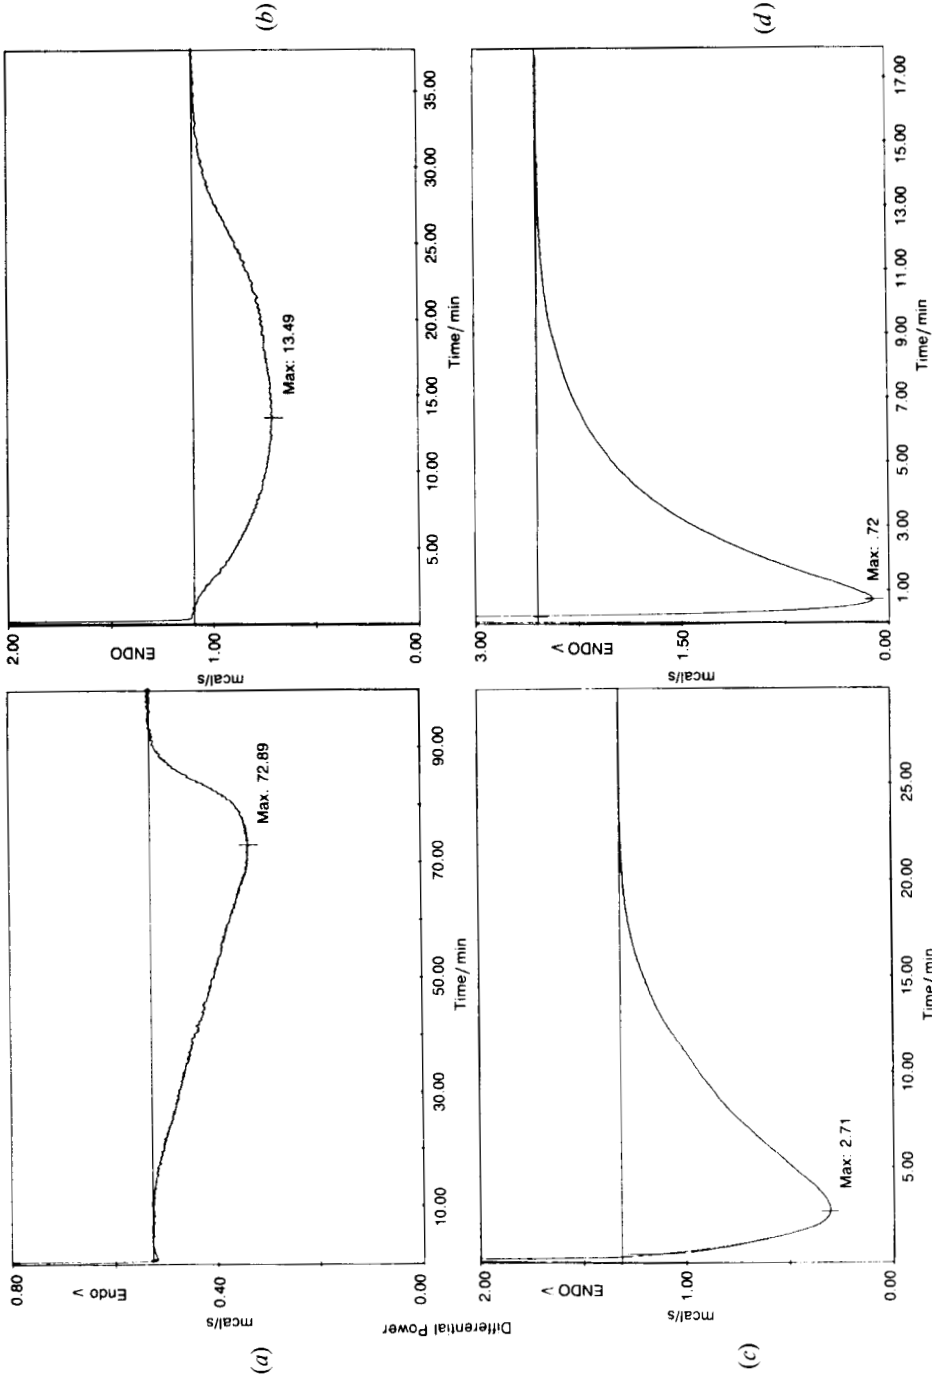 (a)
Differential Power
mcal/s
Endo >
0.80
0.40
0.00
Max. 72.89
10.00 30.00 50.00 70.00 90.00
Time/min
(b)
mcal/s
ENDO
2.00
1.00
0.00
Max: 13.49
5.00 10.00 15.00 20.00 25.00 30.00 35.00
Time/min
(c)
mcal/s
ENDO >
2.00
1.00
0.00
Max: 2.71
5.00 10.00 15.00 20.00 25.00
Time/min
(d)
mcal/s
ENDO >
3.00
1.50
0.00
Max: .72
1.00 3.00 5.00 7.00 9.00 11.00 13.00 15.00 17.00
Time/min